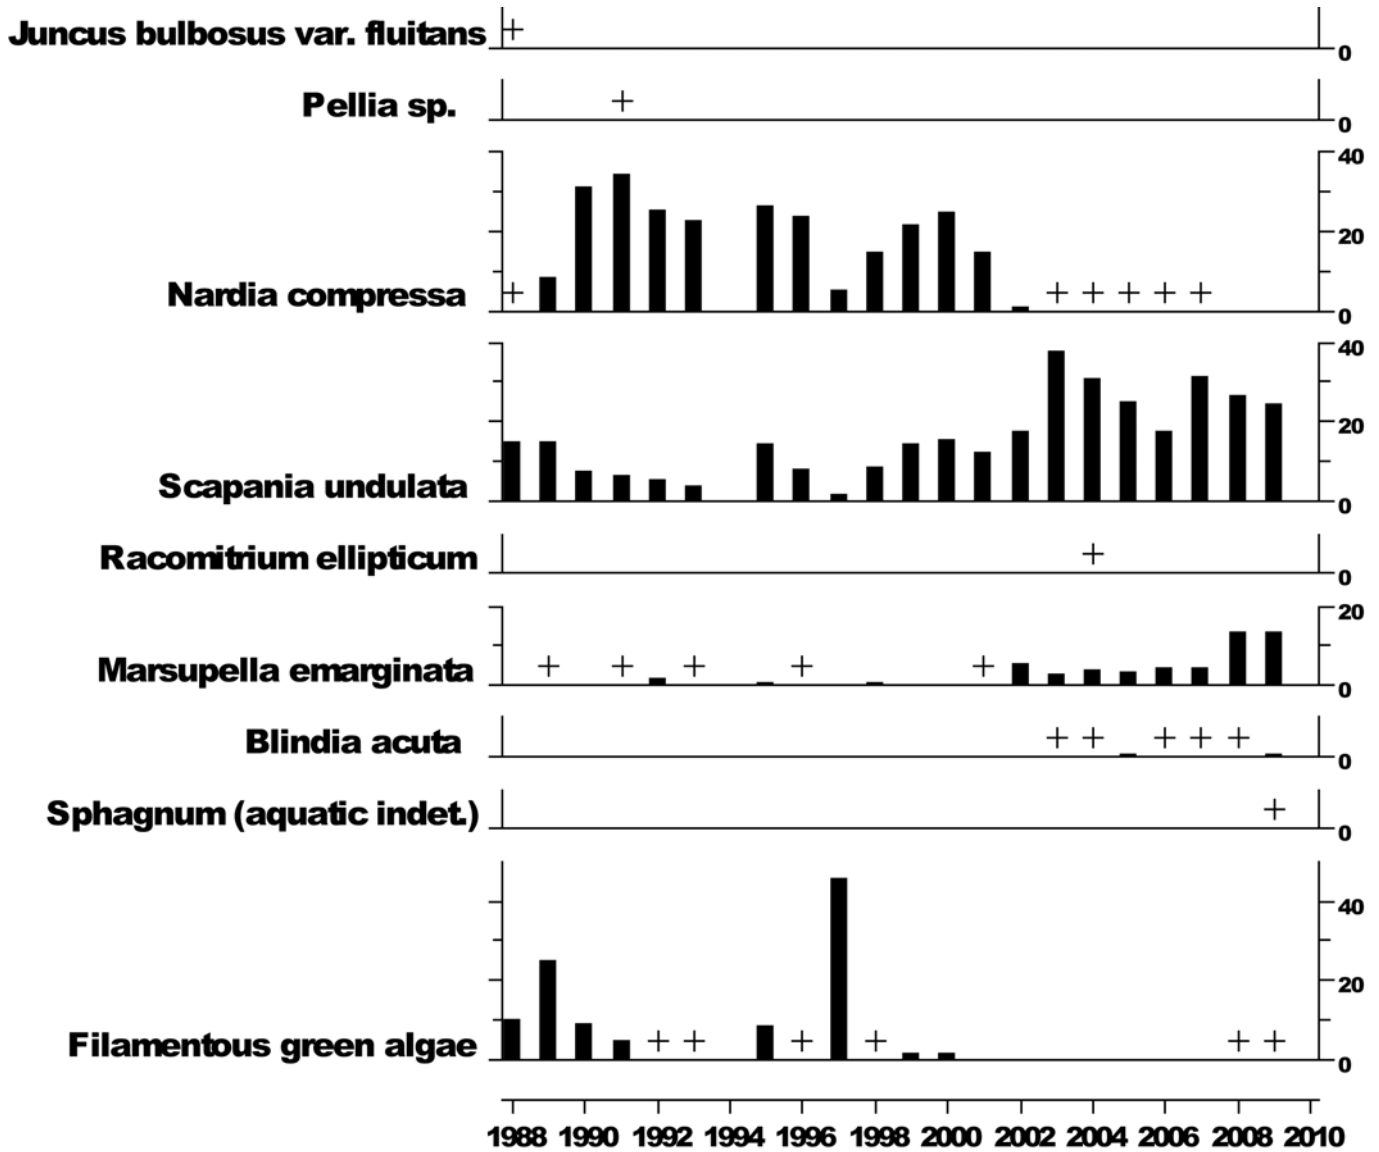 Juncus bulbosus var. fluitans
0
Pellia sp.
0
40
20
Nardia compressa
0
40
20
Scapania undulata
0
Racomitrium ellipticum
0
20
Marsupella emarginata
0
Blindia acuta
0
Sphagnum (aquatic indet.)
0
40
20
Filamentous green algae
0
1988 1990 1992 1994 1996 1998 2000 2002 2004 2006 2008 2010